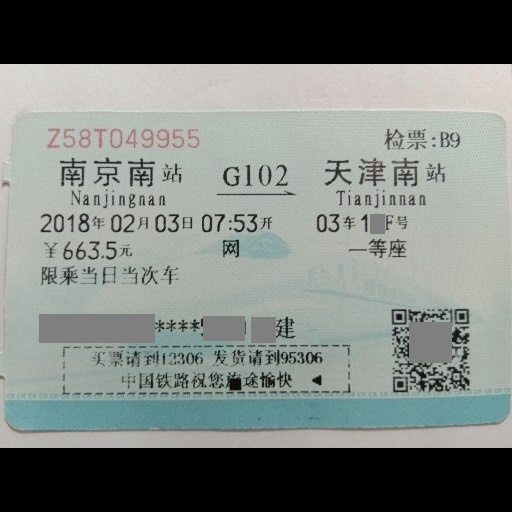 Z58T049955 检票:B9
南京南站 G102 天津南站
Nanjingnan Tianjinnan
2018年02月03日07:53开 03车1 F号
￥663.5元 网 一等座
限乘当日当次车
**** 建
买票请到12306 发货请到95306
中国铁路祝您旅途愉快